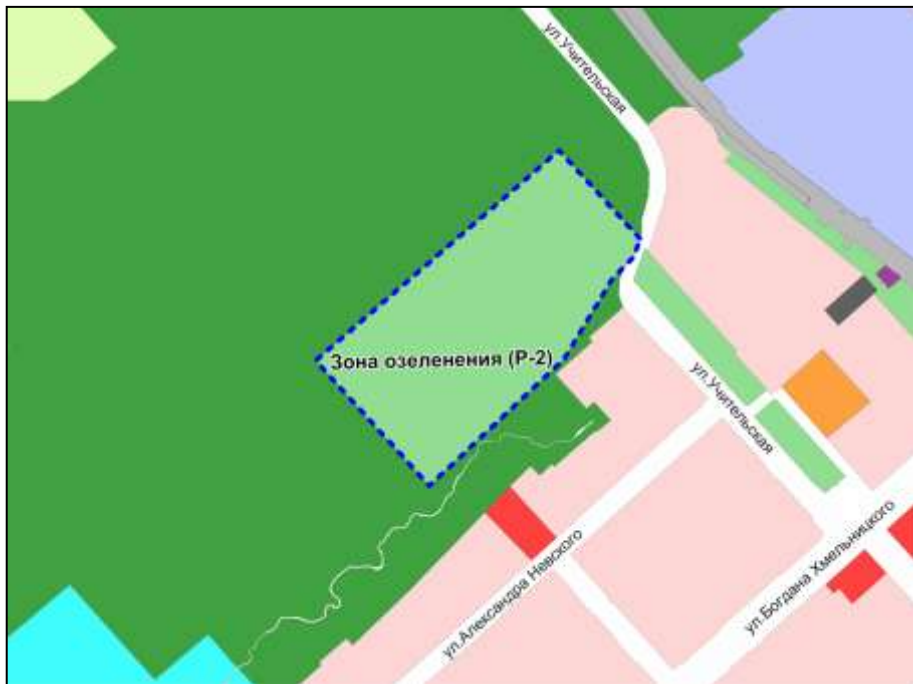 ул.Учительская
Зона озеленения (Р-2)
ул.Учительская
ул.Александра Невского
ул.Богдана Хмельницкого